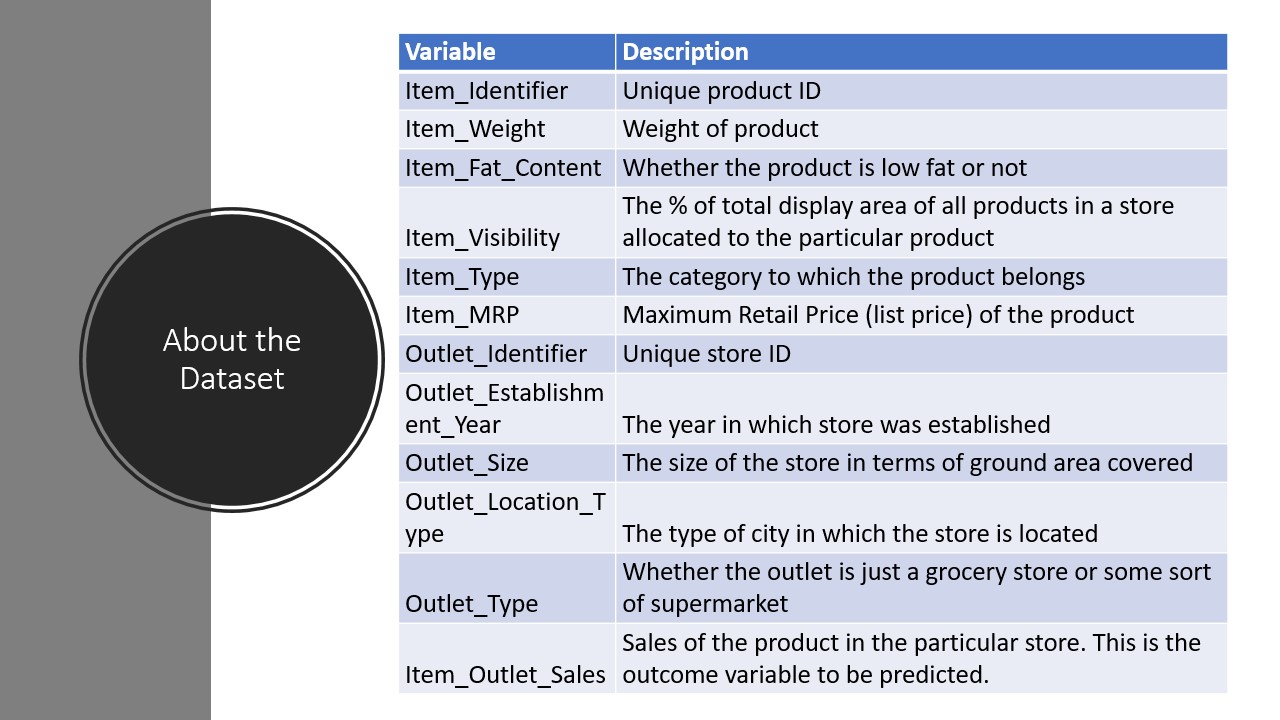 About the
Dataset
Variable Description
Item_Identifier Unique product ID
Item_Weight Weight of product
Item_Fat_Content Whether the product is low fat or not
Item_Visibility The % of total display area of all products in a store
allocated to the particular product
Item_Type The category to which the product belongs
Item_MRP Maximum Retail Price (list price) of the product
Outlet_Identifier Unique store ID
Outlet_Establishm
ent_Year The year in which store was established
Outlet_Size The size of the store in terms of ground area covered
Outlet_Location_T
ype The type of city in which the store is located
Outlet_Type Whether the outlet is just a grocery store or some sort
of supermarket
Item_Outlet_Sales Sales of the product in the particular store. This is the
outcome variable to be predicted.